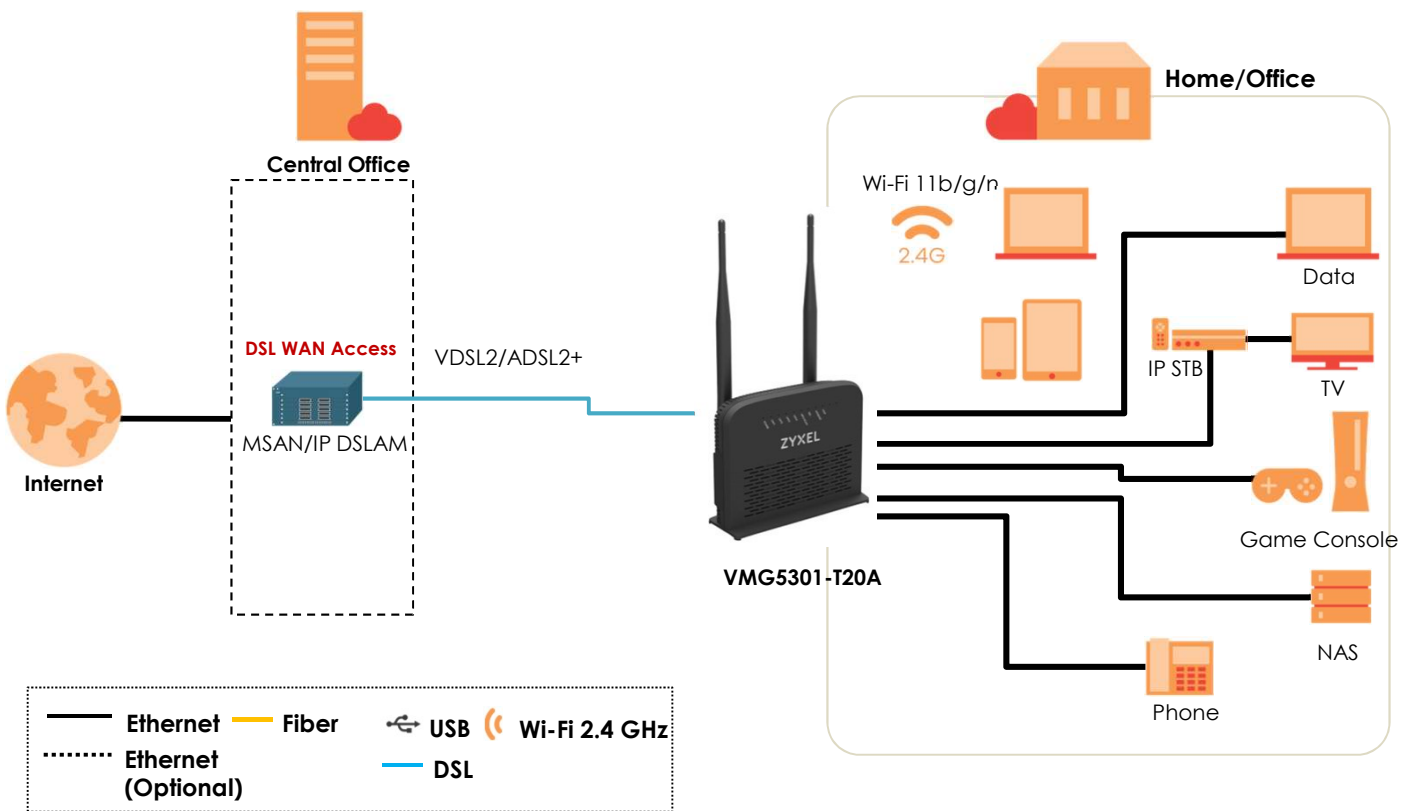 Central Office
Home/Office
Wi-Fi 11b/g/n
2.4G
Data
DSL WAN Access
VDSL2/ADSL2+
IP STB
TV
MSAN/IP DSLAM
ZYXEL
Internet
Game Console
VMG5301-T20A
NAS
Phone
Ethernet
Fiber
USB
Wi-Fi 2.4 GHz
Ethernet
(Optional)
DSL